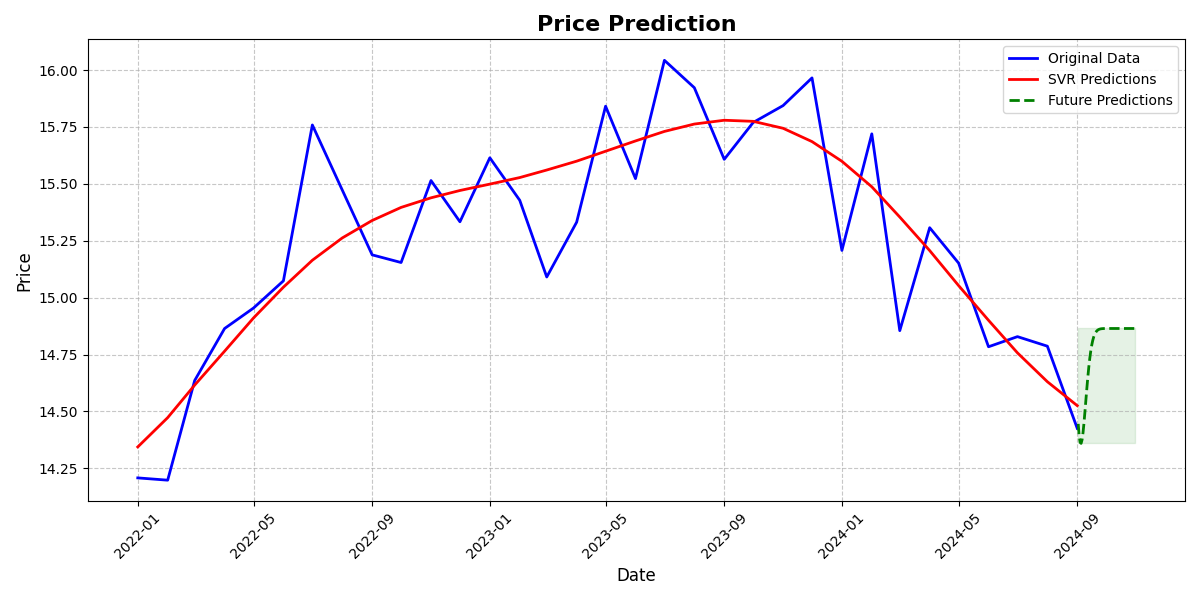 Price Prediction
Original Data
SVR Predictions
Future Predictions
Price
16.00
15.75
15.50
15.25
15.00
14.75
14.50
14.25
2022-01
2022-05
2022-09
2023-01
2023-05
2023-09
2024-01
2024-05
2024-09
Date